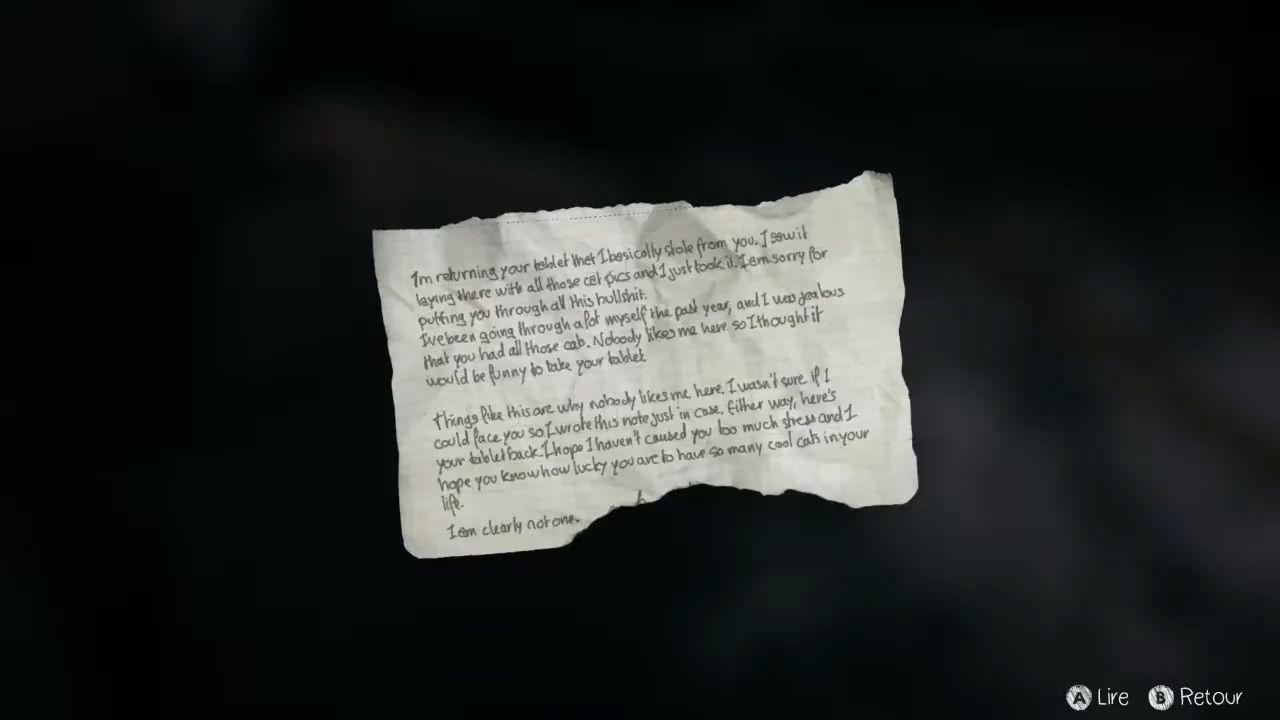 I'm returning your tablet that I basically stole from you. I saw it
laying there with all those cat pics and I just took it. I am sorry for
putting you through all this bullshit.
I've been going through a lot myself the past year, and I was jealous
that you had all those cab. Nobody likes me here so I thought it
would be funny to take your tablet.
Things like this are why nobody likes me here. I wasn't sure if I
could face you so I wrote this note just in case. Either way, here's
your tablet back. I hope I haven't caused you too much stress and I
hope you know how lucky you are to have so many cool cats in your
life.
I am clearly not one.
A Lire B Retour